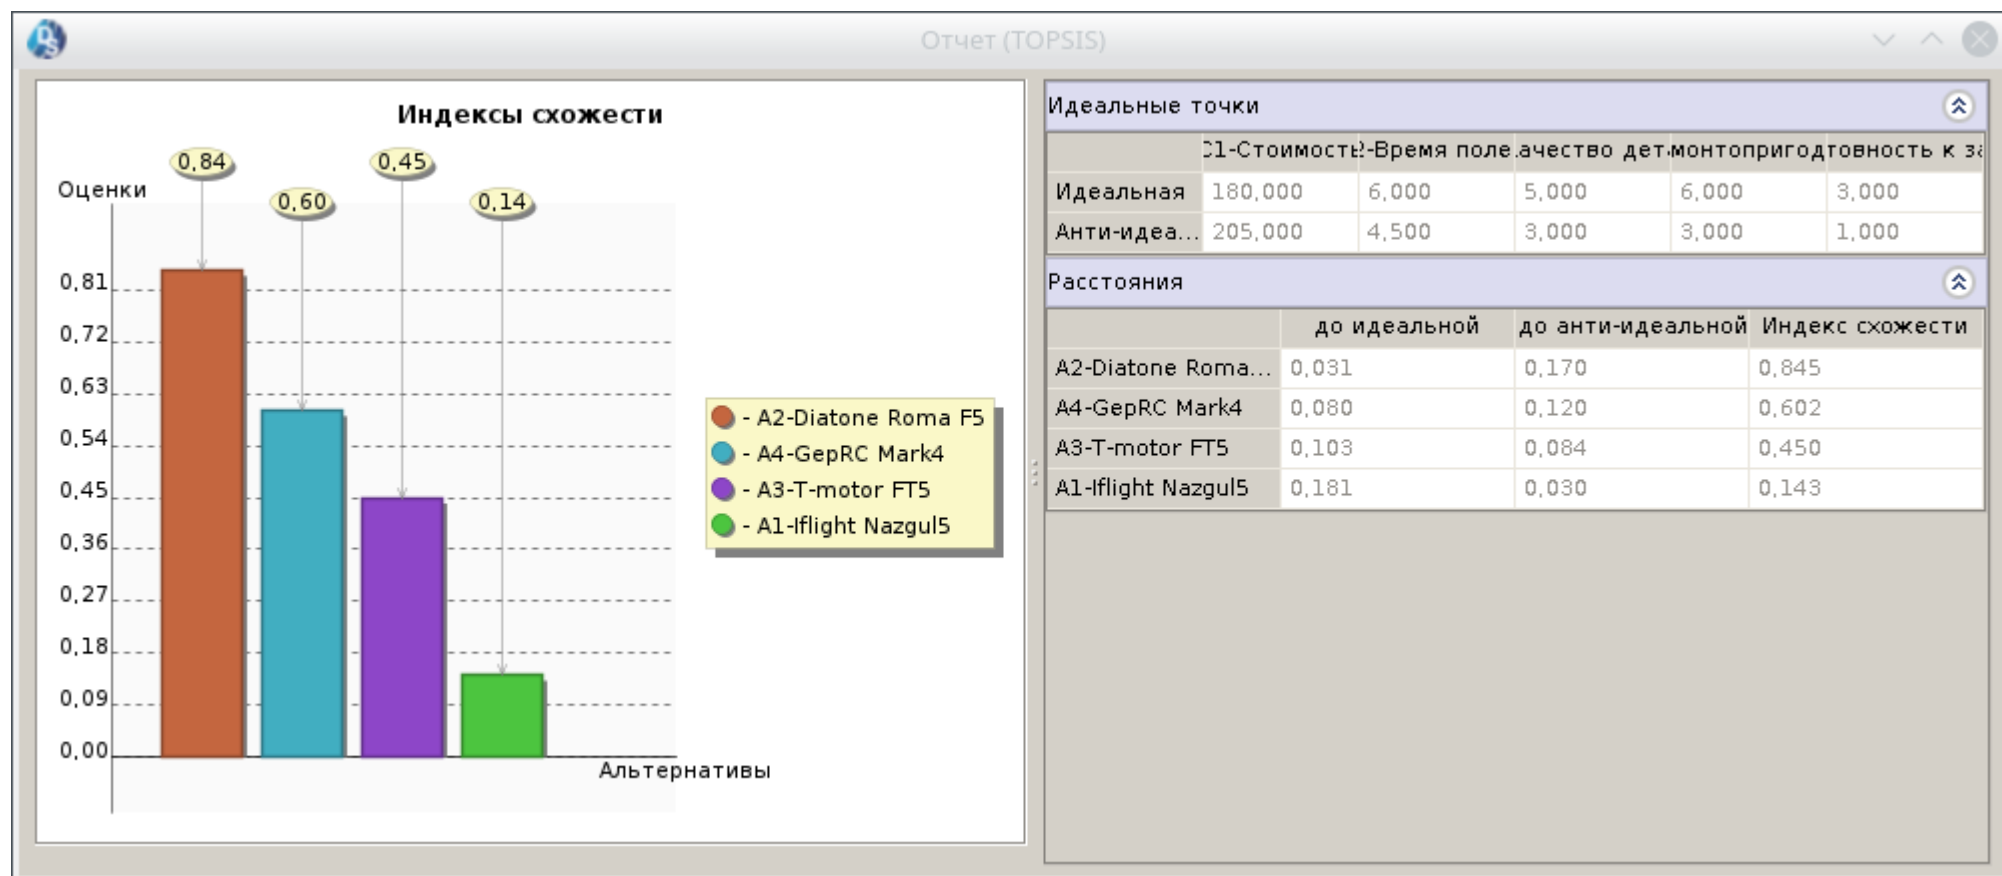 Отчет (TOPSIS)
Индексы схожести
0,84
0,60
0,45
0,14
Оценки
0,81
0,72
0,63
0,54
0,45
0,36
0,27
0,18
0,09
0,00
Альтернативы
- A2-Diatone Roma F5
- A4-GepRC Mark4
- A3-T-motor FT5
- A1-Iflight Nazgul5
Идеальные точки
C1-Стоимость 2-Время поле ачество дет монтопригод товность к за
Идеальная 180,000 6,000 5,000 6,000 3,000
Анти-идеа... 205,000 4,500 3,000 3,000 1,000
Расстояния
до идеальной до анти-идеальной Индекс схожести
A2-Diatone Roma... 0,031 0,170 0,845
A4-GepRC Mark4 0,080 0,120 0,602
A3-T-motor FT5 0,103 0,084 0,450
A1-Iflight Nazgul5 0,181 0,030 0,143